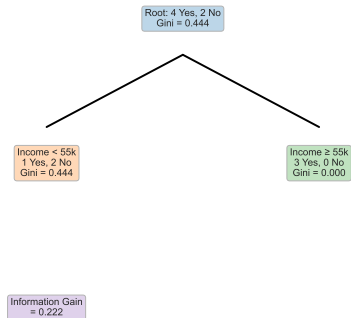 Root: 4 Yes, 2 No
Gini = 0.444
Income < 55k
1 Yes, 2 No
Gini = 0.444
Income ≥ 55k
3 Yes, 0 No
Gini = 0.000
Information Gain
= 0.222